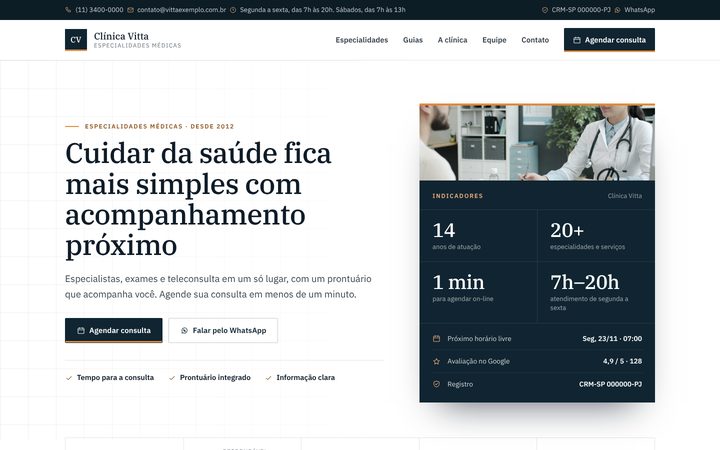 (11) 3400-0000 contato@vittaexemplo.com.br Segunda a sexta, das 7h às 20h. Sábados, das 7h às 13h CRM-SP 000000-PJ WhatsApp
CV Clínica Vitta
ESPECIALIDADES MÉDICAS
Especialidades Guias A clínica Equipe Contato Agendar consulta
ESPECIALIDADES MÉDICAS · DESDE 2012
Cuidar da saúde fica
mais simples com
acompanhamento
próximo
Especialistas, exames e teleconsulta em um só lugar, com um prontuário
que acompanha você. Agende sua consulta em menos de um minuto.
Agendar consulta Falar pelo WhatsApp
Tempo para a consulta Prontuário integrado Informação clara
INDICADORES Clínica Vitta
14 20+
anos de atuação especialidades e serviços
1 min 7h–20h
para agendar on-line atendimento de segunda a
sexta
Próximo horário livre Seg, 23/11 · 07:00
Avaliação no Google 4,9 / 5 · 128
Registro CRM-SP 000000-PJ